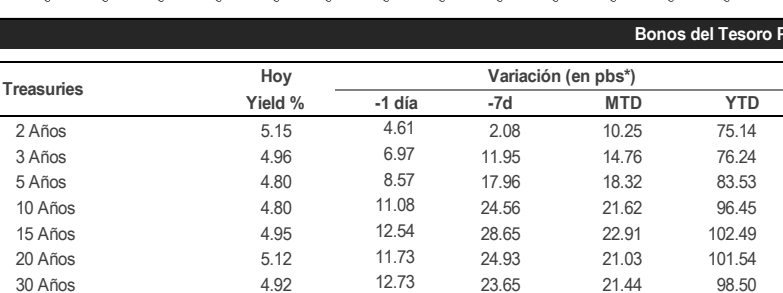 Bonos del Tesoro
Treasuries Hoy Variación (en pbs*)
Yield % -1 día -7d MTD YTD
2 Años 5.15 4.61 2.08 10.25 75.14
3 Años 4.96 6.97 11.95 14.76 76.24
5 Años 4.80 8.57 17.96 18.32 83.53
10 Años 4.80 11.08 24.56 21.62 96.45
15 Años 4.95 12.54 28.65 22.91 102.49
20 Años 5.12 11.73 24.93 21.03 101.54
30 Años 4.92 12.73 23.65 21.44 98.50